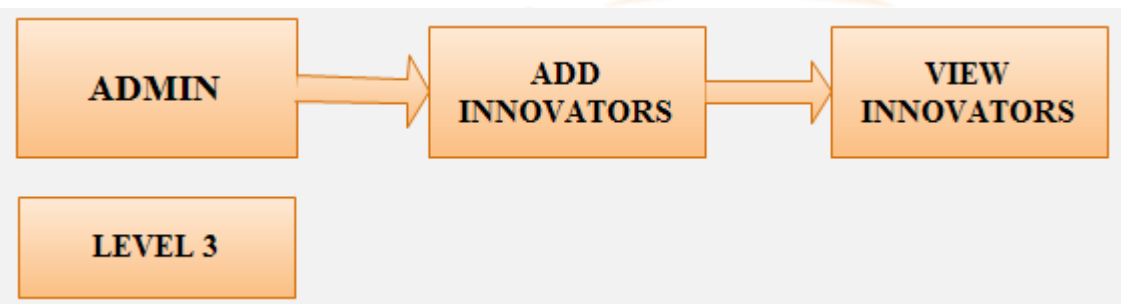 ADMIN
ADD
INNOVATORS
VIEW
INNOVATORS
LEVEL 3